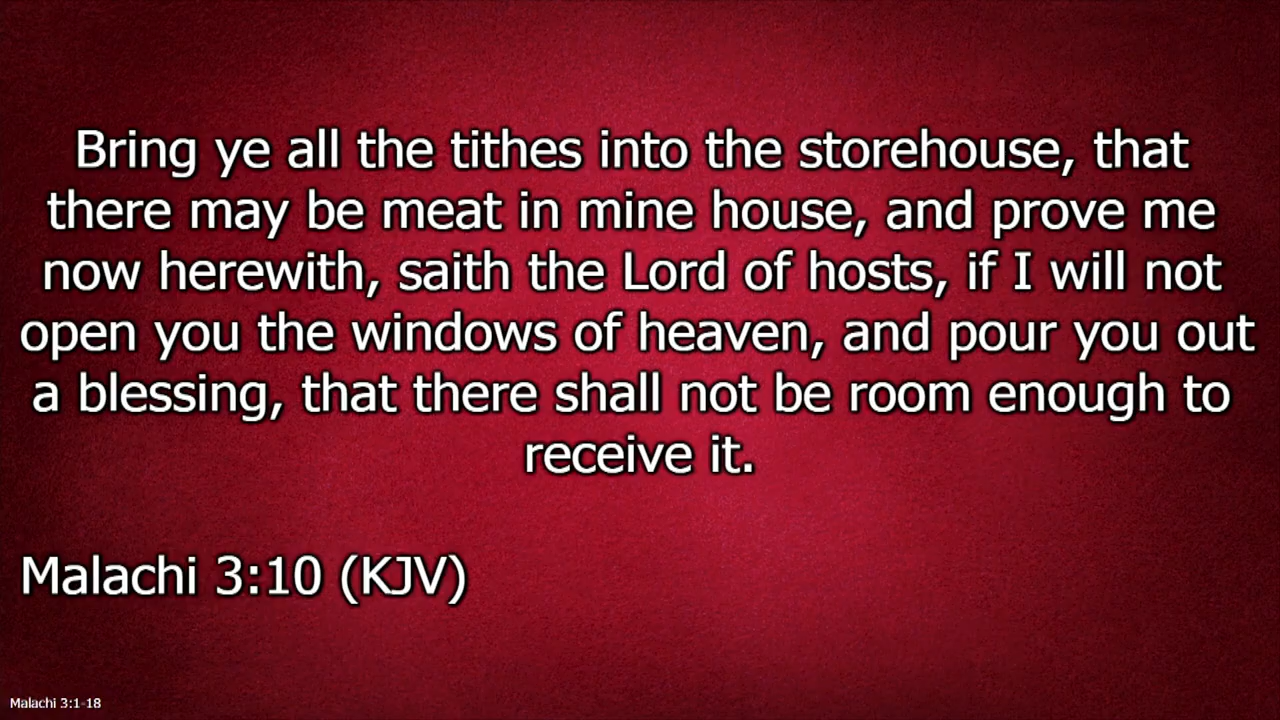 Bring ye all the tithes into the storehouse, that
there may be meat in mine house, and prove me
now herewith, saith the Lord of hosts, if I will not
open you the windows of heaven, and pour you out
a blessing, that there shall not be room enough to
receive it.
Malachi 3:10 (KJV)
Malachi 3:1-18